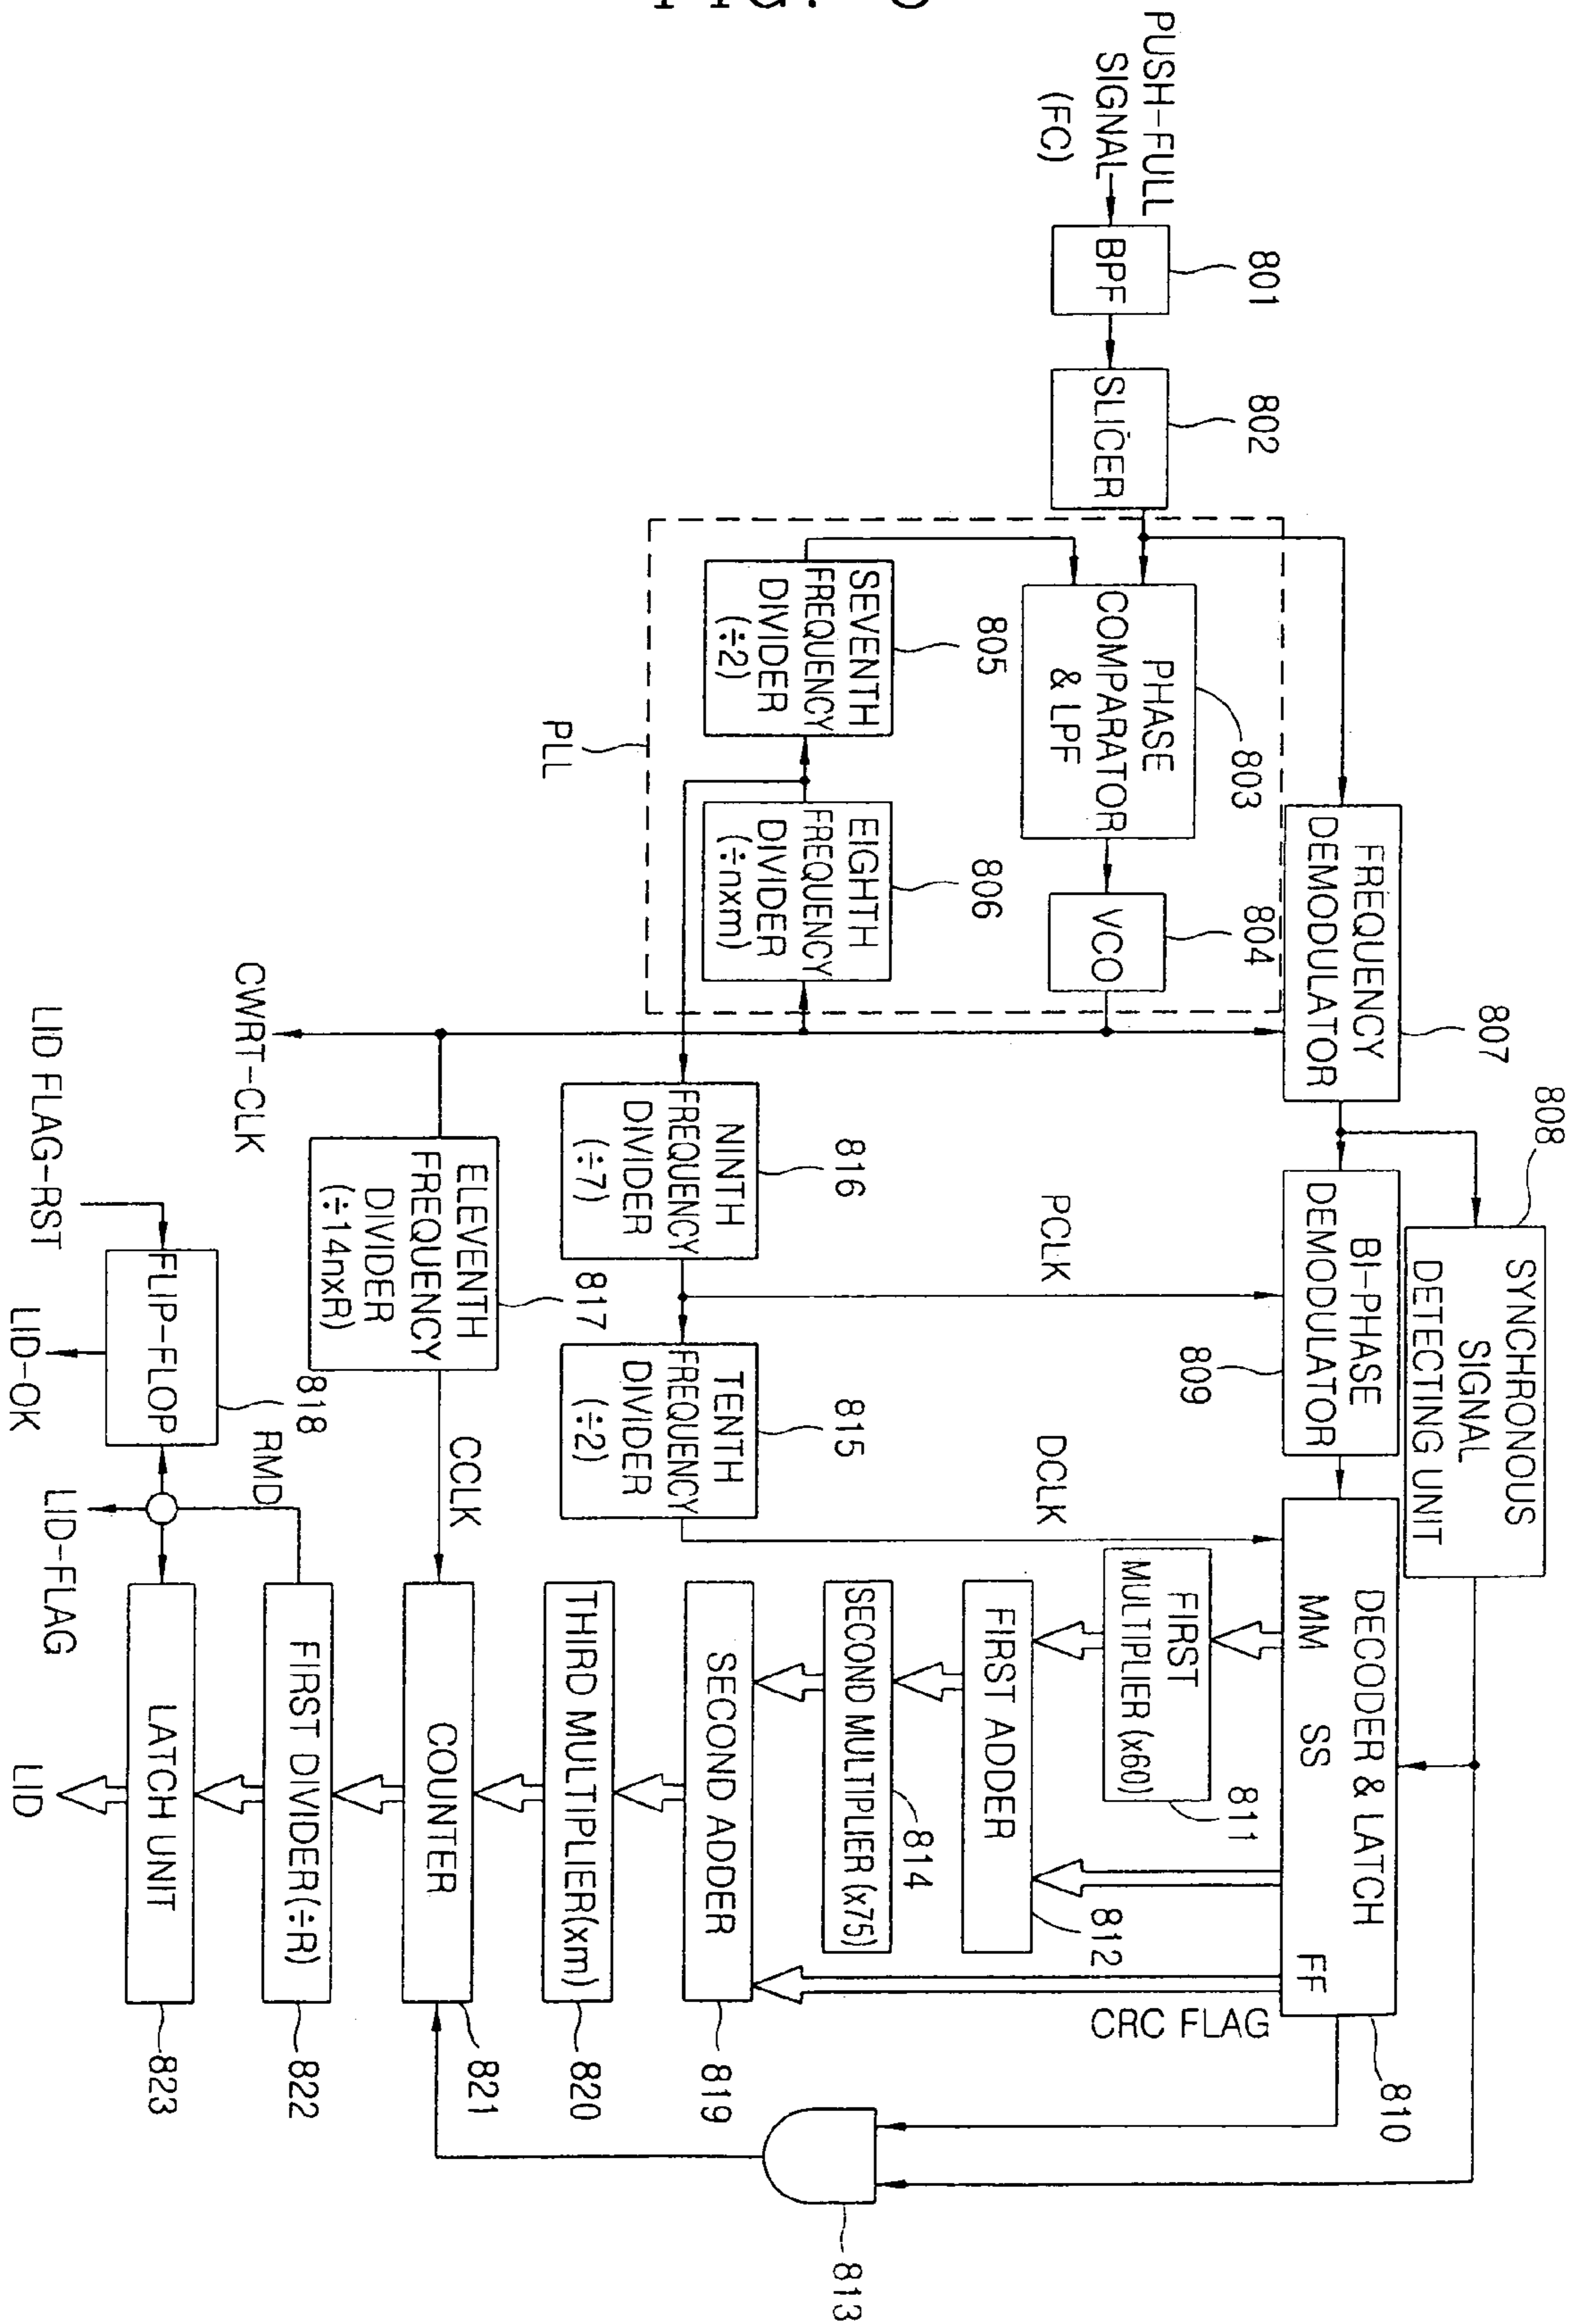 PUSH-FULL
SIGNAL
(FC)
801
BPF
802
SLICER
803
PHASE
COMPARATOR
& LPF
804
VCO
805
SEVENTH
FREQUENCY
DIVIDER
(÷2)
806
EIGHTH
FREQUENCY
DIVIDER
(÷nxm)
PLL
807
FREQUENCY
DEMODULATOR
808
SYNCHRONOUS
SIGNAL
DETECTING UNIT
809
BI-PHASE
DEMODULATOR
PCLK
DCLK
810
DECODER & LATCH
MM SS FF
CRC FLAG
811
FIRST
MULTIPLIER (x60)
812
FIRST ADDER
813
814
SECOND MULTIPLIER (x75)
816
NINTH
FREQUENCY
DIVIDER
(÷7)
815
TENTH
FREQUENCY
DIVIDER
(÷2)
817
ELEVENTH
FREQUENCY
DIVIDER
(÷14nxR)
CWRT-CLK
CCLK
819
SECOND ADDER
820
THIRD MULTIPLIER(xm)
821
COUNTER
822
FIRST DIVIDER(÷R)
823
LATCH UNIT
LID
LID FLAG-RST
818
FLIP-FLOP
RMD
LID-OK
LID-FLAG